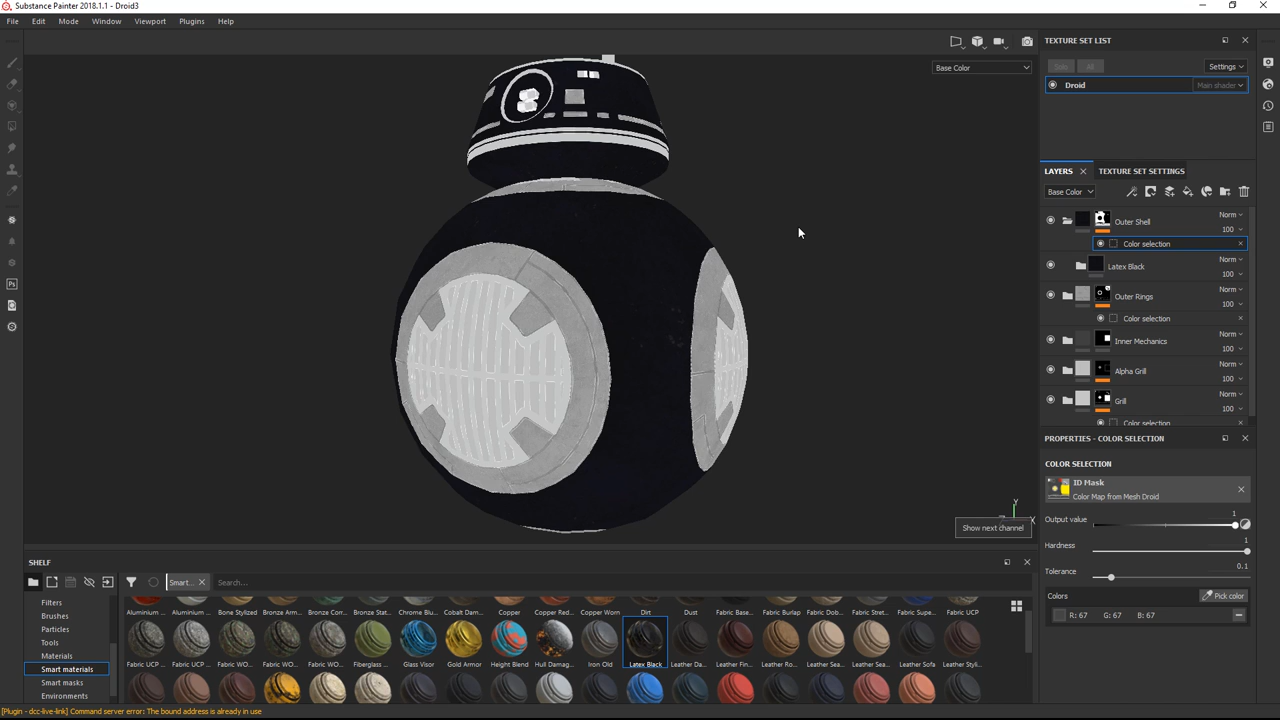 Substance Painter 2018.1.1 - Droid3
File Edit Mode Window Viewport Plugins Help
Base Color
Y
X
Show next channel
TEXTURE SET LIST
Solo All Settings
Droid Main shader
LAYERS TEXTURE SET SETTINGS
Base Color
Outer Shell Norm 100
Color selection
Latex Black Norm 100
Outer Rings Norm 100
Color selection
Inner Mechanics Norm 100
Alpha Grill Norm 100
Grill Norm 100
Color selection
PROPERTIES - COLOR SELECTION
COLOR SELECTION
ID Mask
Color Map from Mesh Droid
Output value 1
Hardness 1
Tolerance 0.1
Colors Pick color
R: 67 G: 67 B: 67
SHELF
Smart... Search...
Filters
Brushes
Particles
Tools
Materials
Smart materials
Smart masks
Environments
Aluminium ... Aluminium ... Bone Stylized Bronze Arm... Bronze Cor... Bronze Stat... Chrome Blu... Cobalt Dam... Copper Copper Red... Copper Worn Dirt Dust Fabric Base... Fabric Burlap Fabric Dob... Fabric Stret... Fabric Supe... Fabric UCP
Fabric UCP ... Fabric UCP ... Fabric WO... Fabric WO... Fabric WO... Fiberglass ... Glass Visor Gold Armor Height Blend Hull Damag... Iron Old Latex Black Leather Da... Leather Fin... Leather Ro... Leather Sea... Leather Sea... Leather Sofa Leather Styli...
[Plugin - dcc-live-link] Command server error: The bound address is already in use